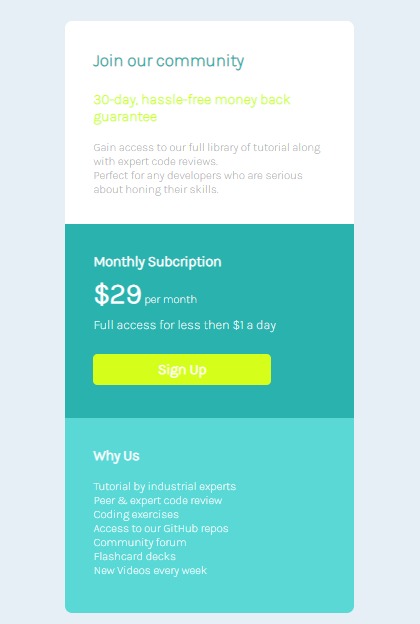 Join our community
30-day, hassle-free money back
guarantee
Gain access to our full library of tutorial along
with expert code reviews.
Perfect for any developers who are serious
about honing their skills.
Monthly Subcription
$29 per month
Full access for less then $1 a day
Sign Up
Why Us
Tutorial by industrial experts
Peer & expert code review
Coding exercises
Access to our GitHub repos
Community forum
Flashcard decks
New Videos every week